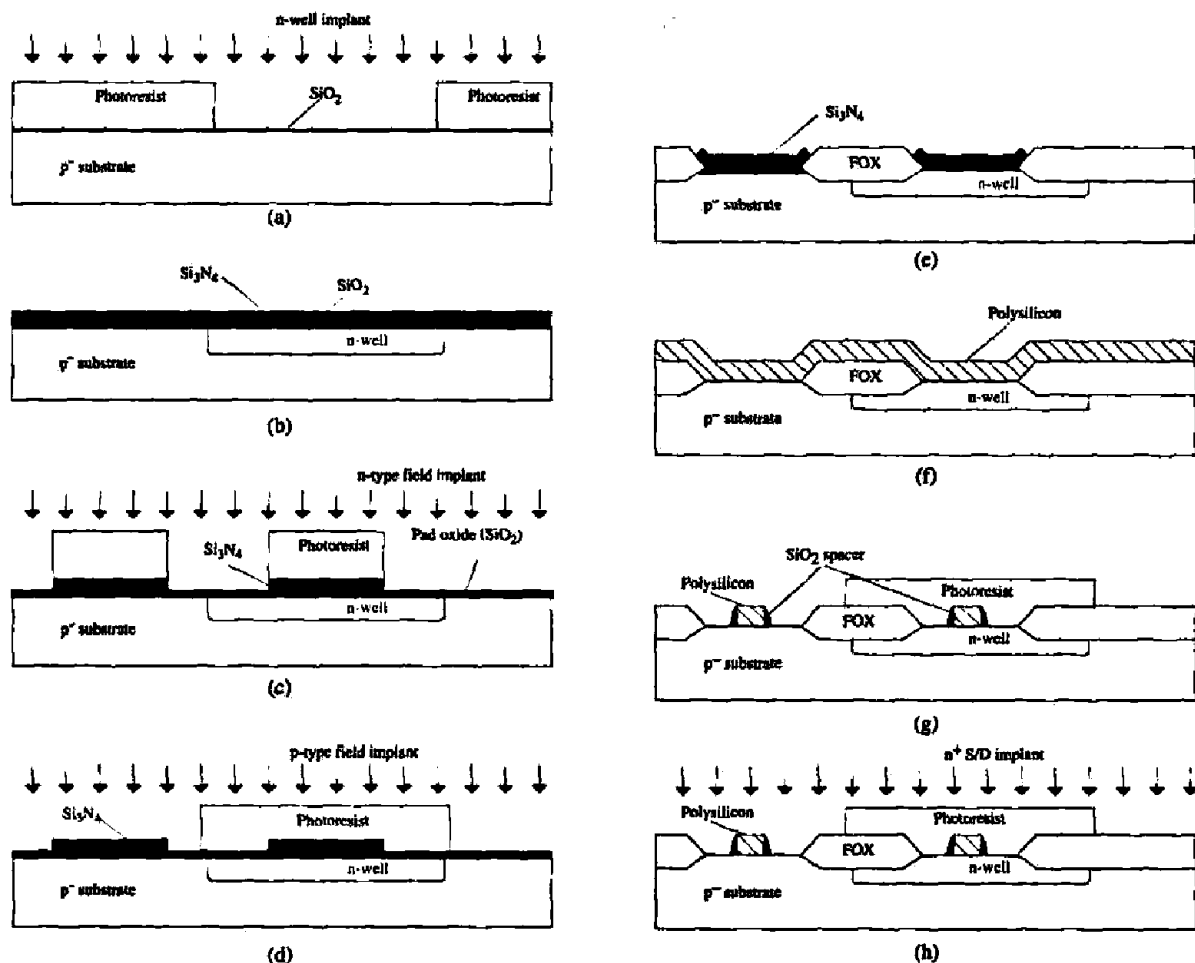 n-well implant
Photoresist
SiO2
Photoresist
p− substrate
(a)
Si3N4
SiO2
n-well
p− substrate
(b)
n-type field implant
Si3N4
Photoresist
Pad oxide (SiO2)
n-well
p− substrate
(c)
p-type field implant
Si3N4
Photoresist
n-well
p− substrate
(d)
Si3N4
FOX
n-well
p− substrate
(e)
Polysilicon
FOX
n-well
p− substrate
(f)
SiO2 spacer
Polysilicon
Photoresist
FOX
n-well
p− substrate
(g)
n+ S/D implant
Polysilicon
Photoresist
FOX
n-well
p− substrate
(h)